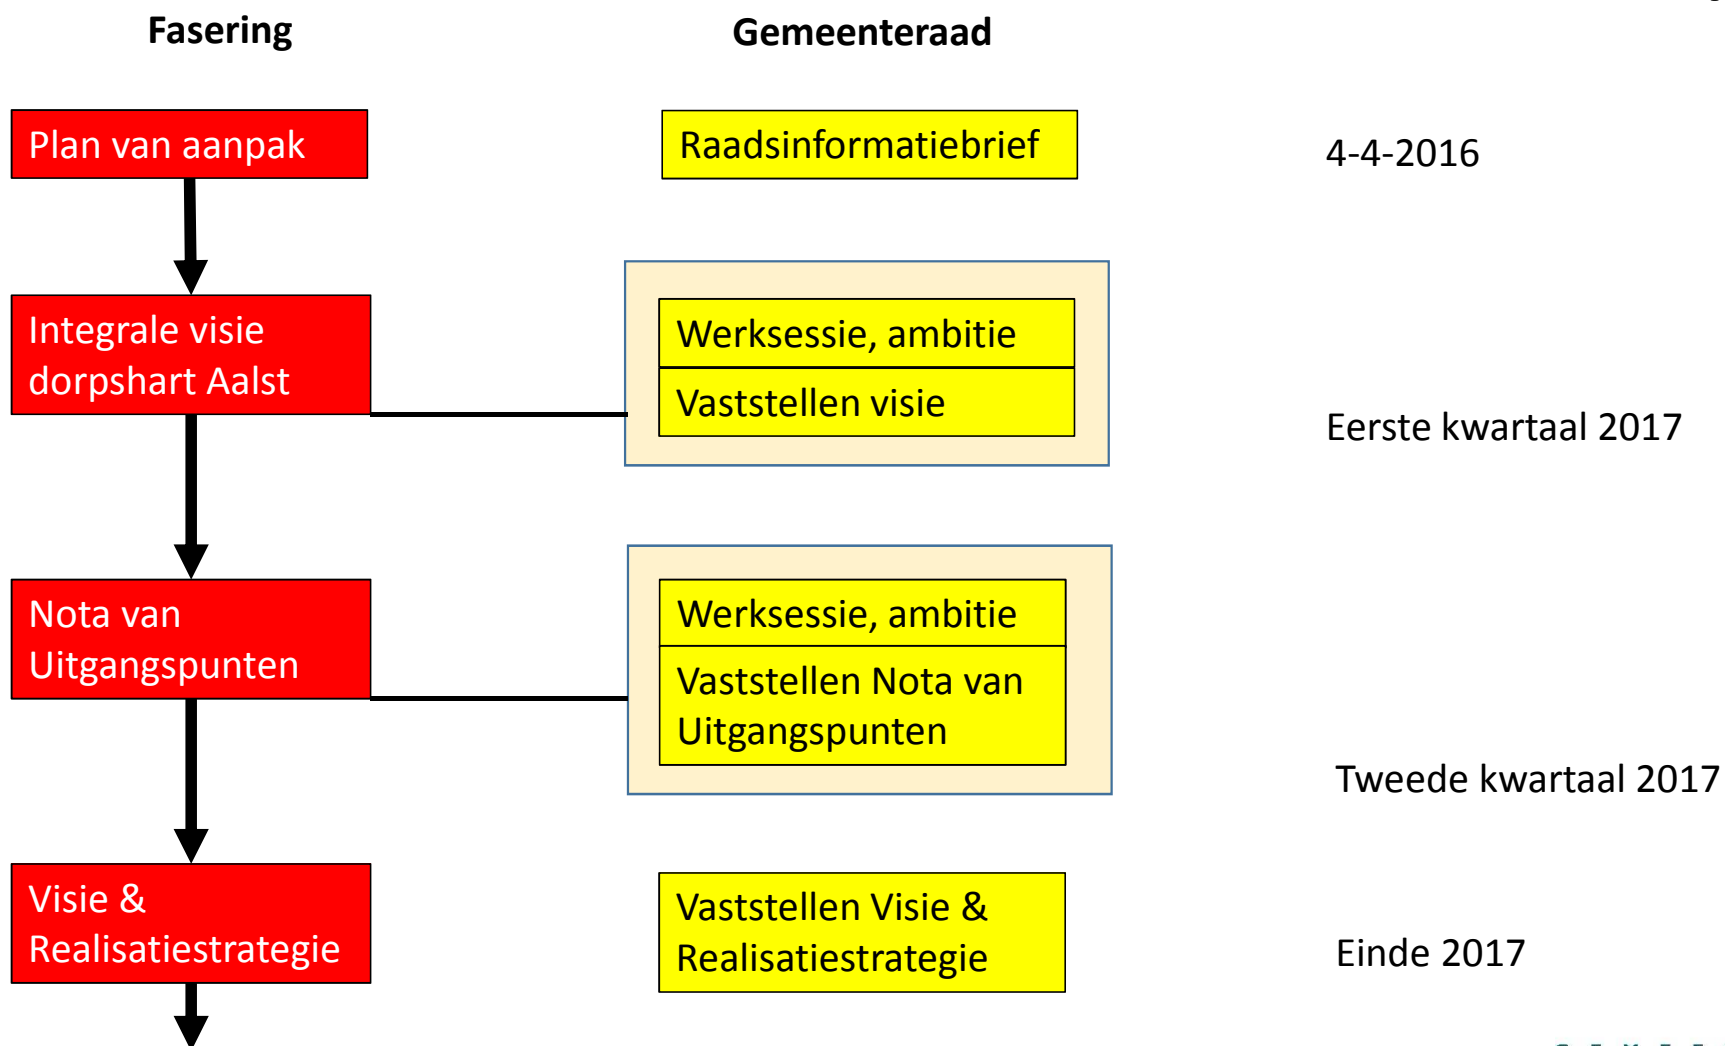 Fasering
Gemeenteraad
Plan van aanpak
Raadsinformatiebrief
4-4-2016
Integrale visie
dorpshart Aalst
Werksessie, ambitie
Vaststellen visie
Eerste kwartaal 2017
Nota van
Uitgangspunten
Werksessie, ambitie
Vaststellen Nota van
Uitgangspunten
Tweede kwartaal 2017
Visie &
Realisatiestrategie
Vaststellen Visie &
Realisatiestrategie
Einde 2017